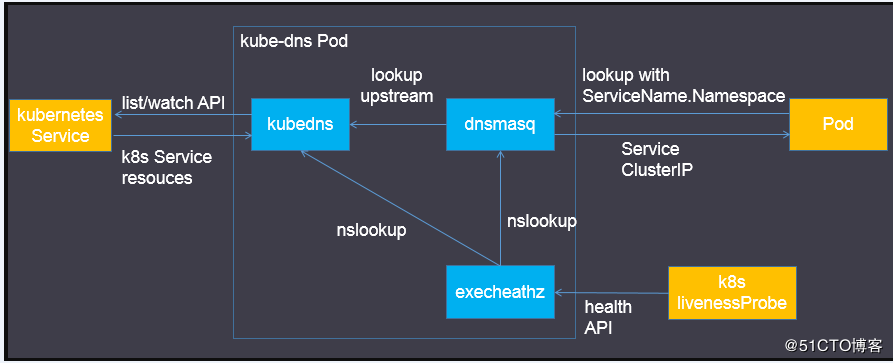 kube-dns Pod
lookup
upstream
lookup with
ServiceName.Namespace
list/watch API
kubernetes
Service
kubedns
dnsmasq
Pod
k8s Service
resouces
Service
ClusterIP
nslookup
nslookup
execheathz
k8s
livenessProbe
health
API
@51CTO博客